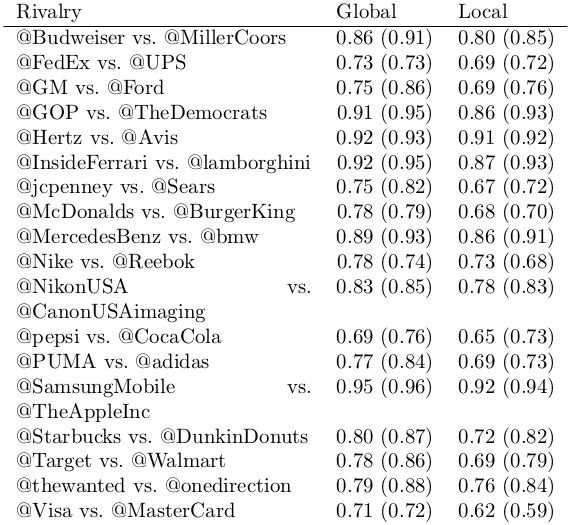 Rivalry Global Local
@Budweiser vs. @MillerCoors 0.86 (0.91) 0.80 (0.85)
@FedEx vs. @UPS 0.73 (0.73) 0.69 (0.72)
@GM vs. @Ford 0.75 (0.86) 0.69 (0.76)
@GOP vs. @TheDemocrats 0.91 (0.95) 0.86 (0.93)
@Hertz vs. @Avis 0.92 (0.93) 0.91 (0.92)
@InsideFerrari vs. @lamborghini 0.92 (0.95) 0.87 (0.93)
@jcpenney vs. @Sears 0.75 (0.82) 0.67 (0.72)
@McDonalds vs. @BurgerKing 0.78 (0.79) 0.68 (0.70)
@MercedesBenz vs. @bmw 0.89 (0.93) 0.86 (0.91)
@Nike vs. @Reebok 0.78 (0.74) 0.73 (0.68)
@NikonUSA vs. 0.83 (0.85) 0.78 (0.83)
@CanonUSAimaging
@pepsi vs. @CocaCola 0.69 (0.76) 0.65 (0.73)
@PUMA vs. @adidas 0.77 (0.84) 0.69 (0.73)
@SamsungMobile vs. 0.95 (0.96) 0.92 (0.94)
@TheAppleInc
@Starbucks vs. @DunkinDonuts 0.80 (0.87) 0.72 (0.82)
@Target vs. @Walmart 0.78 (0.86) 0.69 (0.79)
@thewanted vs. @onedirection 0.79 (0.88) 0.76 (0.84)
@Visa vs. @MasterCard 0.71 (0.72) 0.62 (0.59)